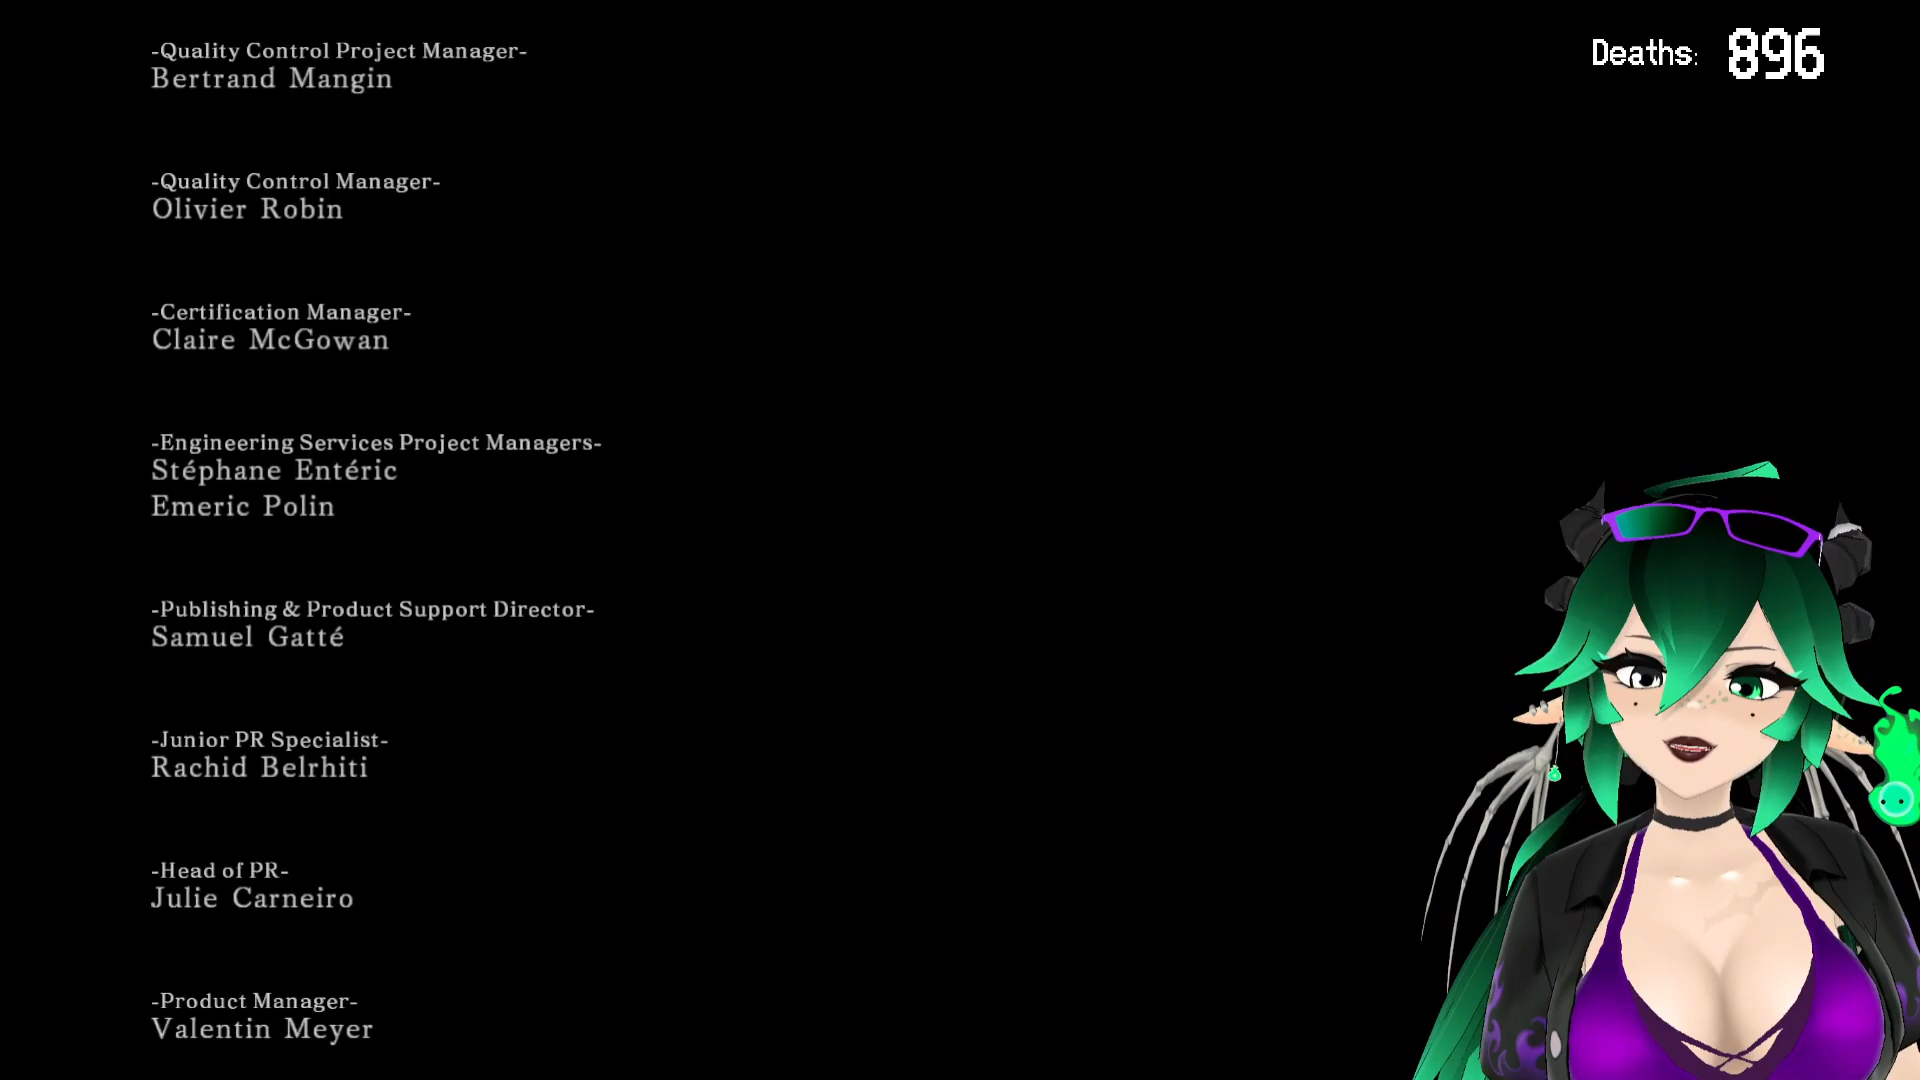 -Quality Control Project Manager-
Bertrand Mangin
-Quality Control Manager-
Olivier Robin
-Certification Manager-
Claire McGowan
-Engineering Services Project Managers-
Stéphane Entéric
Emeric Polin
-Publishing & Product Support Director-
Samuel Gatté
-Junior PR Specialist-
Rachid Belrhiti
-Head of PR-
Julie Carneiro
-Product Manager-
Valentin Meyer
Deaths: 896